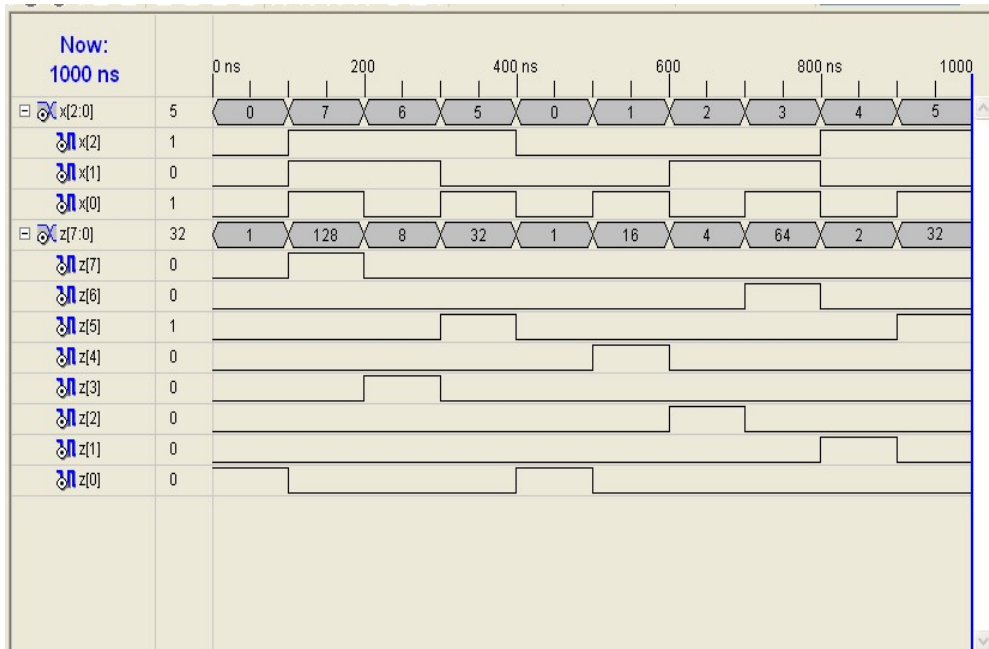 Now:
1000 ns
0 ns 200 400 ns 600 800 ns 1000
x[2:0] 5 0 7 6 5 0 1 2 3 4 5
x[2] 1
x[1] 0
x[0] 1
z[7:0] 32 1 128 8 32 1 16 4 64 2 32
z[7] 0
z[6] 0
z[5] 1
z[4] 0
z[3] 0
z[2] 0
z[1] 0
z[0] 0